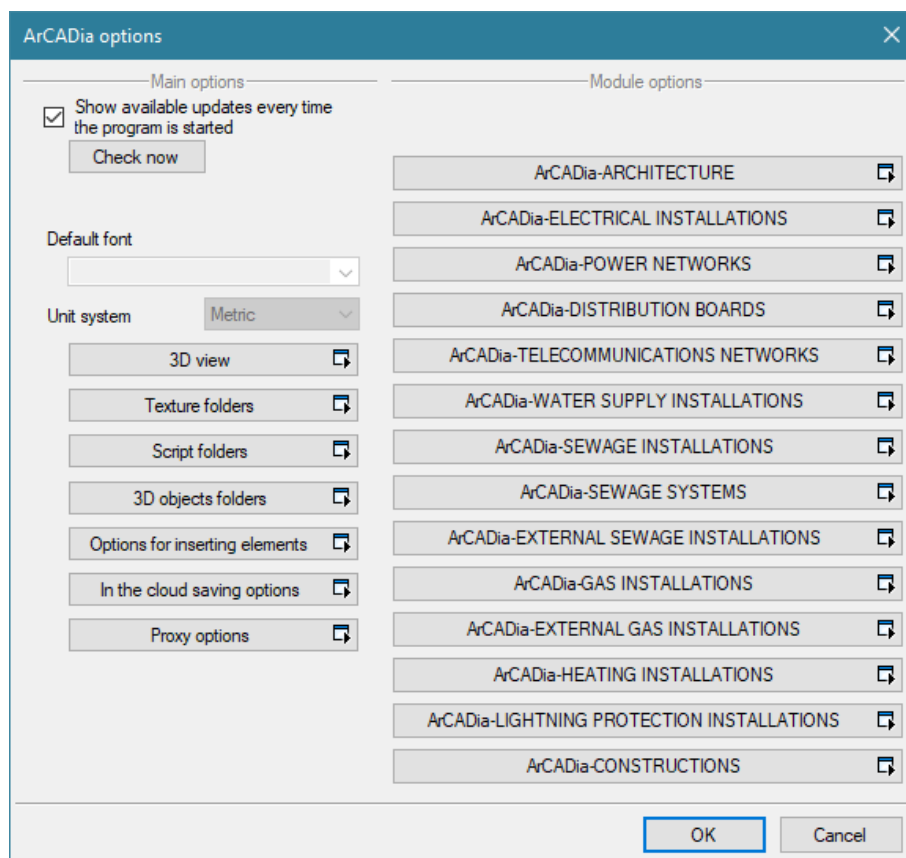 ArCADia options
Main options
Show available updates every time
the program is started
Check now
Default font
Unit system
Metric
3D view
Texture folders
Script folders
3D objects folders
Options for inserting elements
In the cloud saving options
Proxy options
Module options
ArCADia-ARCHITECTURE
ArCADia-ELECTRICAL INSTALLATIONS
ArCADia-POWER NETWORKS
ArCADia-DISTRIBUTION BOARDS
ArCADia-TELECOMMUNICATIONS NETWORKS
ArCADia-WATER SUPPLY INSTALLATIONS
ArCADia-SEWAGE INSTALLATIONS
ArCADia-SEWAGE SYSTEMS
ArCADia-EXTERNAL SEWAGE INSTALLATIONS
ArCADia-GAS INSTALLATIONS
ArCADia-EXTERNAL GAS INSTALLATIONS
ArCADia-HEATING INSTALLATIONS
ArCADia-LIGHTNING PROTECTION INSTALLATIONS
ArCADia-CONSTRUCTIONS
OK
Cancel